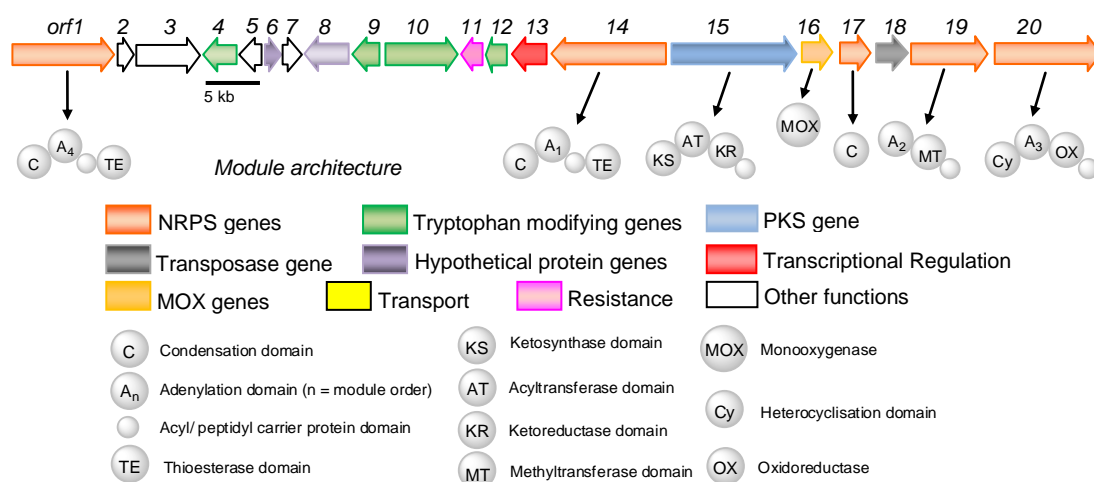 orf1 2 3 4 5 6 7 8 9 10 11 12 13 14 15 16 17 18 19 20
5 kb
C A4 TE C A1 TE KS AT KR MOX C A2 MT Cy A3 OX
Module architecture
NRPS genes Tryptophan modifying genes PKS gene
Transposase gene Hypothetical protein genes Transcriptional Regulation
MOX genes Transport Resistance Other functions
C Condensation domain KS Ketosynthase domain MOX Monooxygenase
An Adenylation domain (n = module order) AT Acyltransferase domain Cy Heterocyclisation domain
Acyl/ peptidyl carrier protein domain KR Ketoreductase domain
TE Thioesterase domain MT Methyltransferase domain OX Oxidoreductase